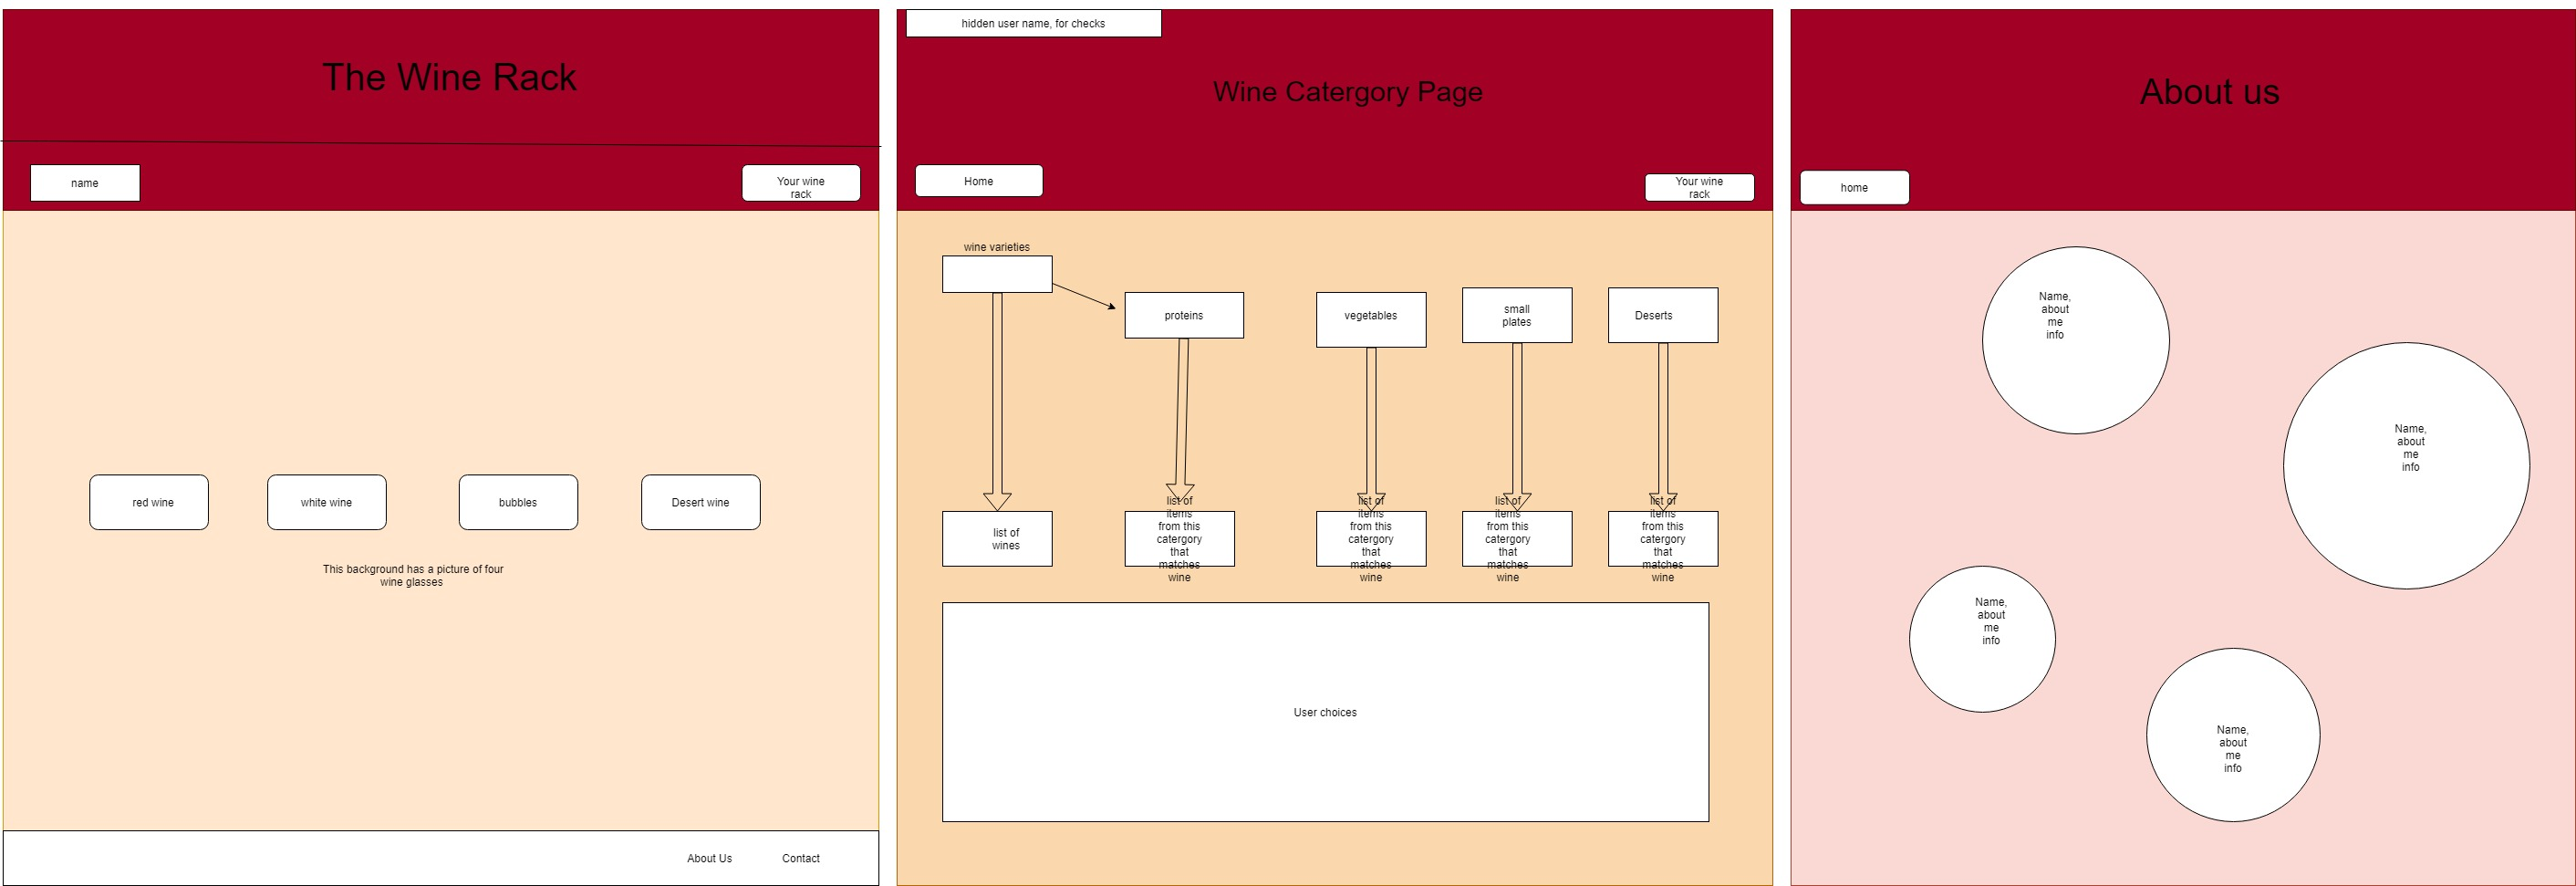 The Wine Rack
name
Your wine
rack
red wine
white wine
bubbles
Desert wine
This background has a picture of four
wine glasses
About Us
Contact
hidden user name, for checks
Wine Catergory Page
Home
Your wine
rack
wine varieties
proteins
vegetables
small
plates
Deserts
list of
wines
list of
items
from this
catergory
that
matches
wine
list of
items
from this
catergory
that
matches
wine
list of
items
from this
catergory
that
matches
wine
list of
items
from this
catergory
that
matches
wine
User choices
About us
home
Name,
about
me
info
Name,
about
me
info
Name,
about
me
info
Name,
about
me
info